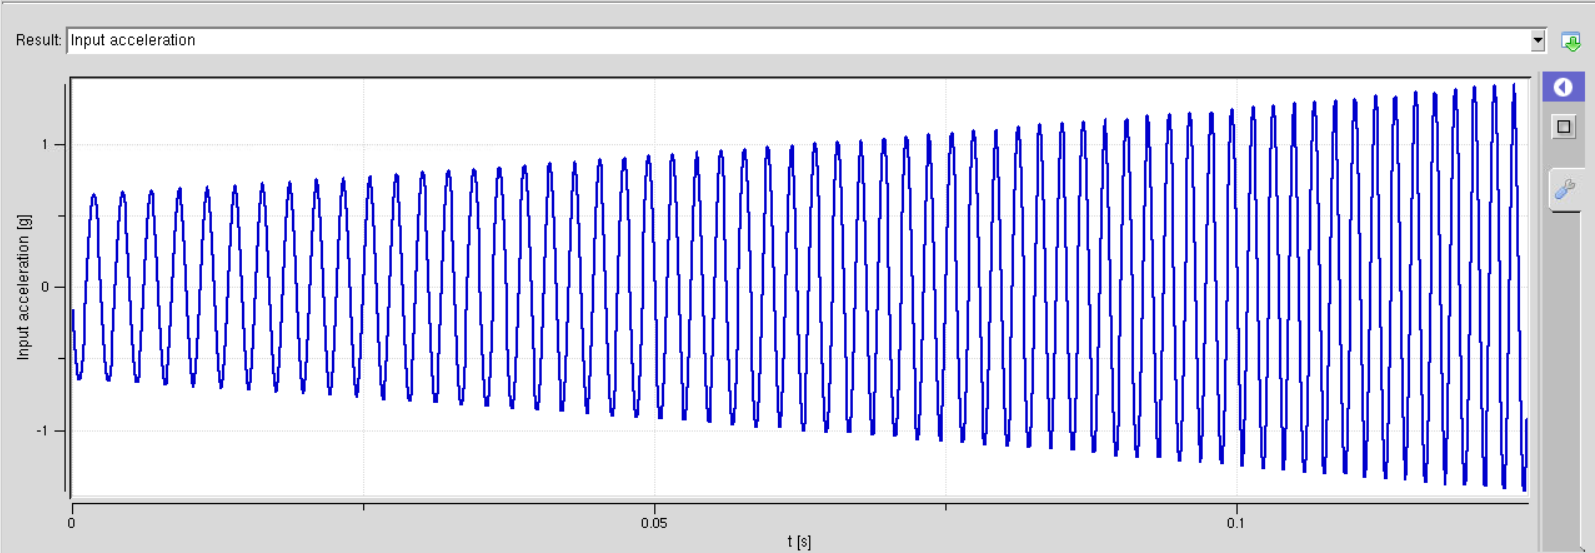 Result: Input acceleration
Input acceleration [g]
1
0
-1
0
0.05
0.1
t [s]